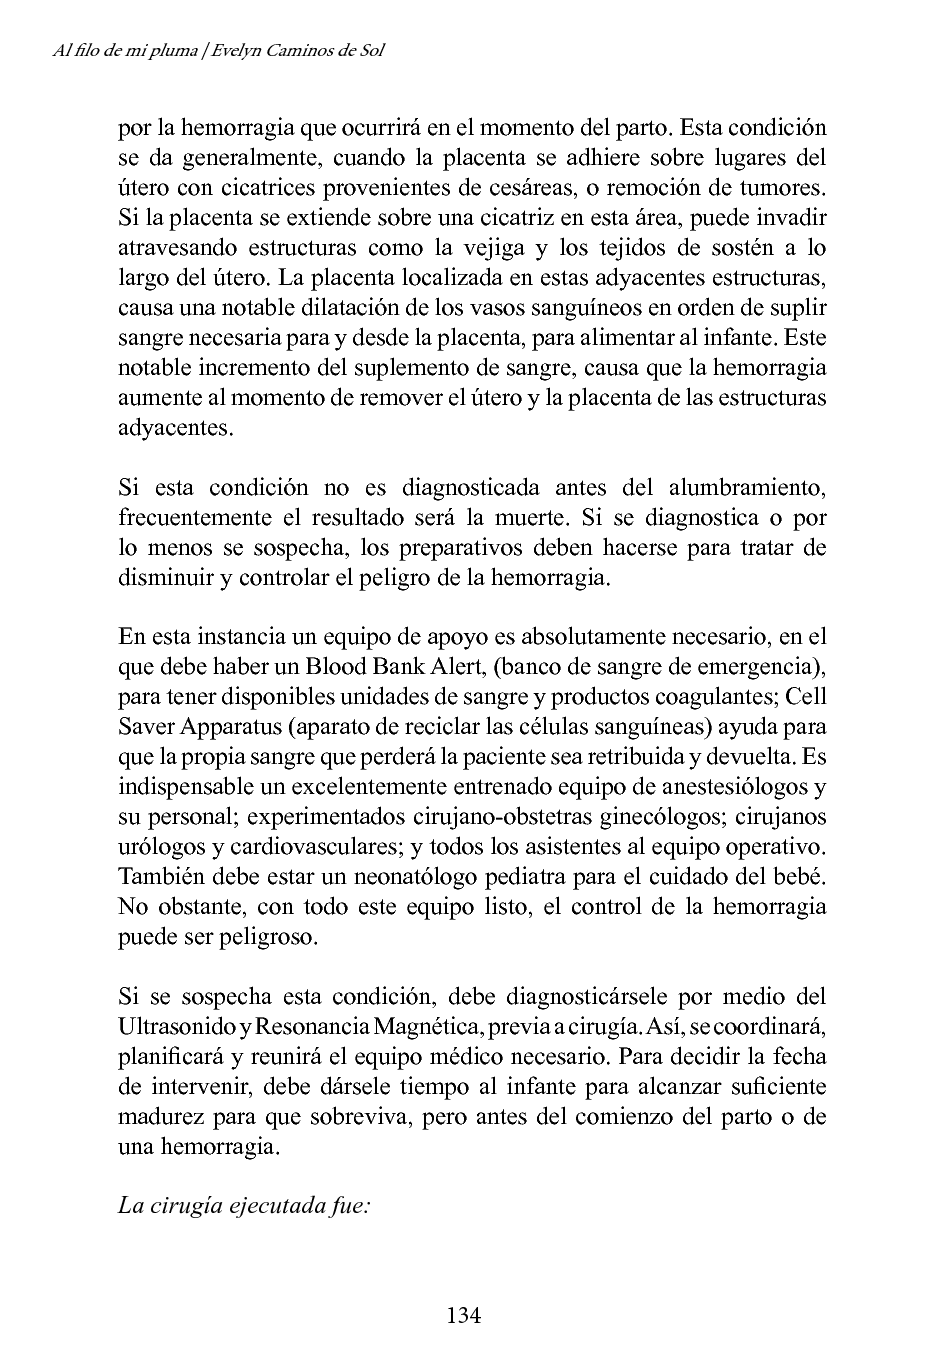 Al filo de mi pluma / Evelyn Caminos de Sol
por la hemorragia que ocurrirá en el momento del parto. Esta condición
se da generalmente, cuando la placenta se adhiere sobre lugares del
útero con cicatrices provenientes de cesáreas, o remoción de tumores.
Si la placenta se extiende sobre una cicatriz en esta área, puede invadir
atravesando estructuras como la vejiga y los tejidos de sostén a lo
largo del útero. La placenta localizada en estas adyacentes estructuras,
causa una notable dilatación de los vasos sanguíneos en orden de suplir
sangre necesaria para y desde la placenta, para alimentar al infante. Este
notable incremento del suplemento de sangre, causa que la hemorragia
aumente al momento de remover el útero y la placenta de las estructuras
adyacentes.
Si esta condición no es diagnosticada antes del alumbramiento,
frecuentemente el resultado será la muerte. Si se diagnostica o por
lo menos se sospecha, los preparativos deben hacerse para tratar de
disminuir y controlar el peligro de la hemorragia.
En esta instancia un equipo de apoyo es absolutamente necesario, en el
que debe haber un Blood Bank Alert, (banco de sangre de emergencia),
para tener disponibles unidades de sangre y productos coagulantes; Cell
Saver Apparatus (aparato de reciclar las células sanguíneas) ayuda para
que la propia sangre que perderá la paciente sea retribuida y devuelta. Es
indispensable un excelentemente entrenado equipo de anestesiólogos y
su personal; experimentados cirujano-obstetras ginecólogos; cirujanos
urólogos y cardiovasculares; y todos los asistentes al equipo operativo.
También debe estar un neonatólogo pediatra para el cuidado del bebé.
No obstante, con todo este equipo listo, el control de la hemorragia
puede ser peligroso.
Si se sospecha esta condición, debe diagnosticársele por medio del
Ultrasonido y Resonancia Magnética, previa a cirugía. Así, se coordinará,
planificará y reunirá el equipo médico necesario. Para decidir la fecha
de intervenir, debe dársele tiempo al infante para alcanzar suficiente
madurez para que sobreviva, pero antes del comienzo del parto o de
una hemorragia.
La cirugía ejecutada fue:
134